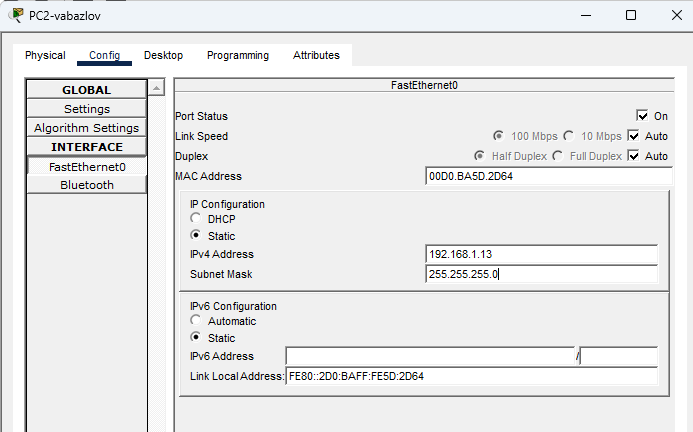 PC2-vabazlov
Physical Config Desktop Programming Attributes
GLOBAL
Settings
Algorithm Settings
INTERFACE
FastEthernet0
Bluetooth
FastEthernet0
Port Status On
Link Speed 100 Mbps 10 Mbps Auto
Duplex Half Duplex Full Duplex Auto
MAC Address 00D0.BA5D.2D64
IP Configuration
DHCP
Static
IPv4 Address 192.168.1.13
Subnet Mask 255.255.255.0
IPv6 Configuration
Automatic
Static
IPv6 Address /
Link Local Address: FE80::2D0:BAFF:FE5D:2D64